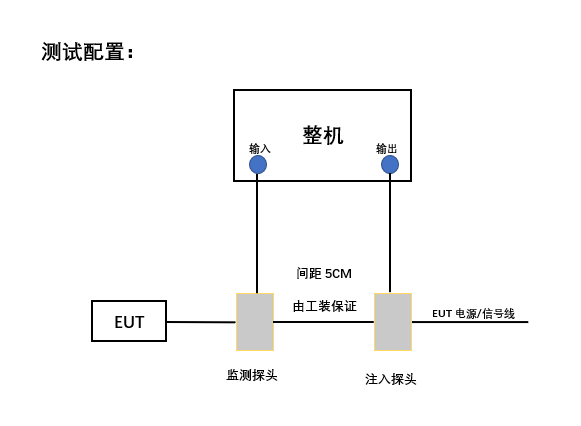 测试配置：
整机
输入
输出
间距 5CM
由工装保证
EUT
EUT 电源/信号线
监测探头
注入探头